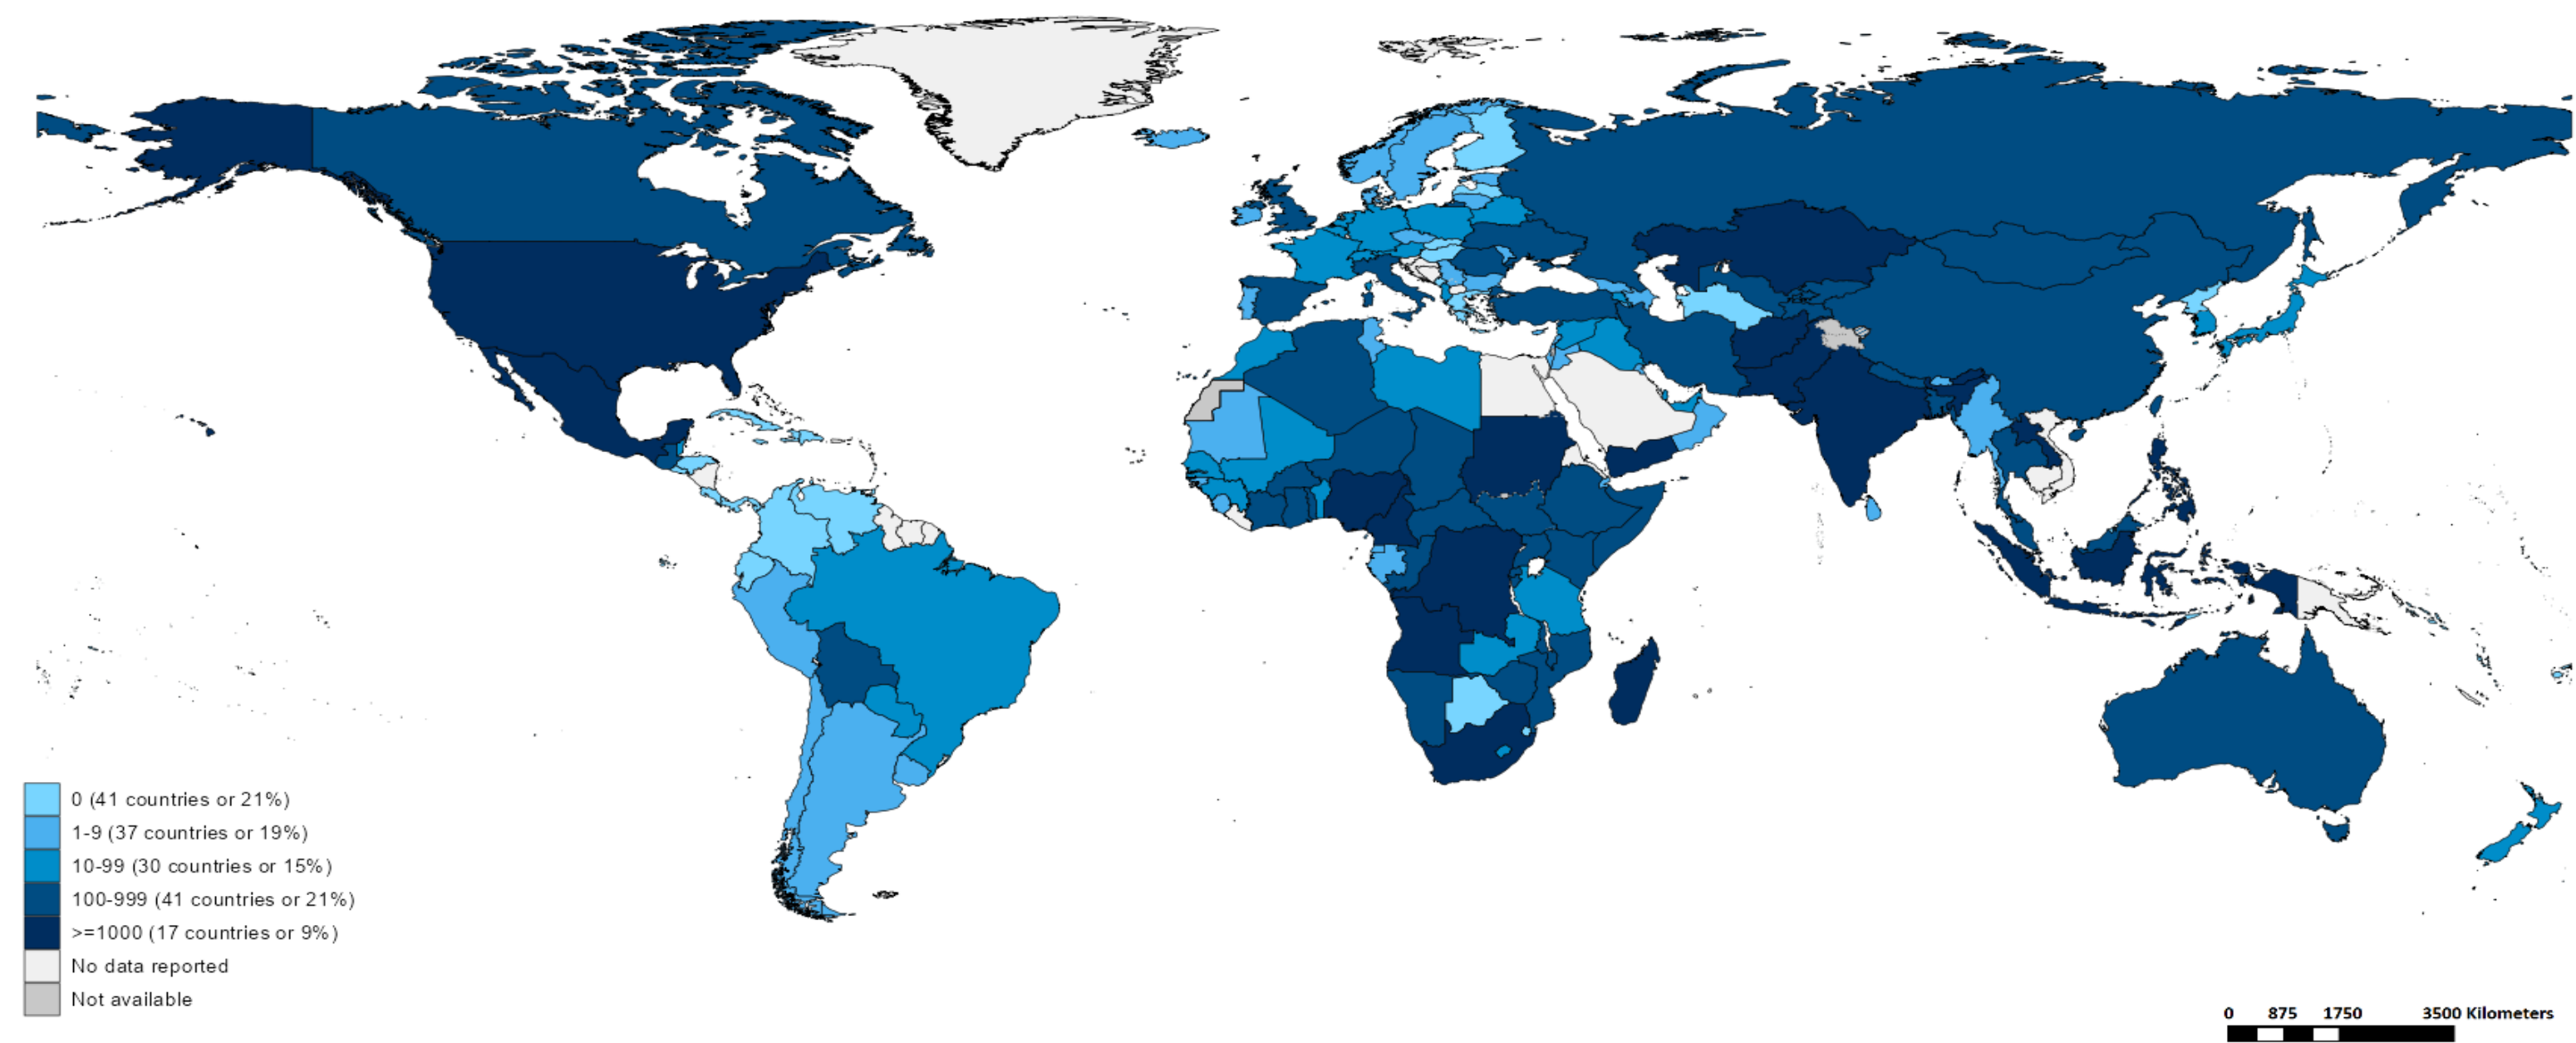 0 (41 countries or 21%)
1-9 (37 countries or 19%)
10-99 (30 countries or 15%)
100-999 (41 countries or 21%)
>=1000 (17 countries or 9%)
No data reported
Not available
0 875 1750 3500 Kilometers